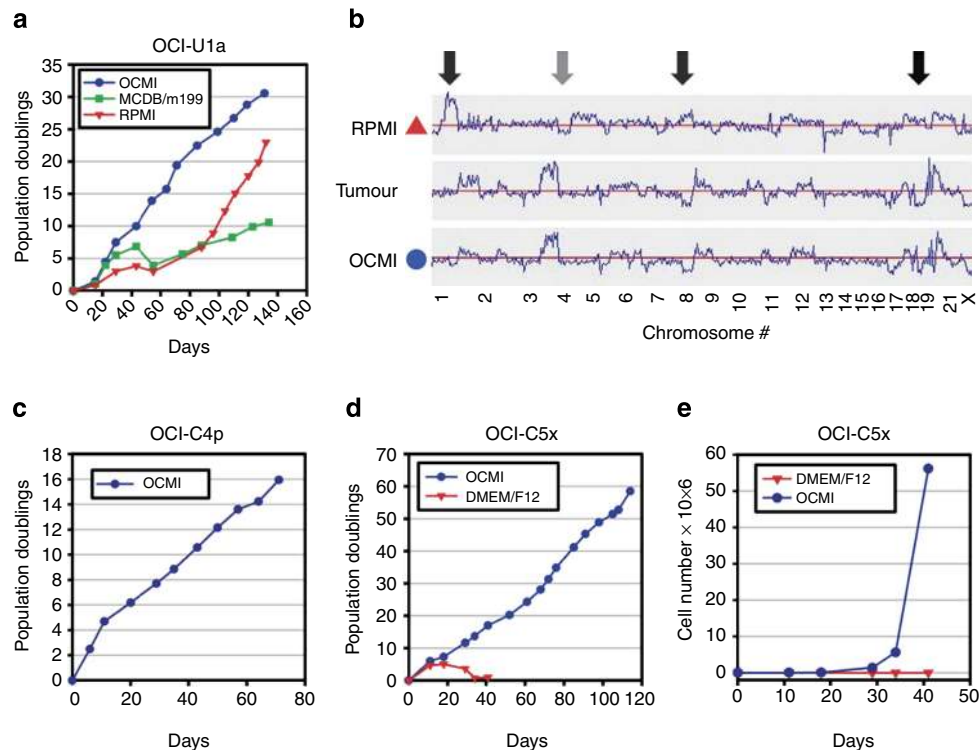 a
OCI-U1a
Population doublings
35
30
25
20
15
10
5
0
OCMI
MCDB/m199
RPMI
0 20 40 60 80 100 120 140 160
Days
b
RPMI
Tumour
OCMI
1 2 3 4 5 6 7 8 9 10 11 12 13 14 15 16 17 18 19 21 X
Chromosome #
c
OCI-C4p
Population doublings
18
16
14
12
10
8
6
4
2
0
OCMI
0 20 40 60 80
Days
d
OCI-C5x
Population doublings
70
60
50
40
30
20
10
0
OCMI
DMEM/F12
0 20 40 60 80 100 120
Days
e
OCI-C5x
Cell number × 10×6
60
50
40
30
20
10
0
DMEM/F12
OCMI
0 10 20 30 40 50
Days